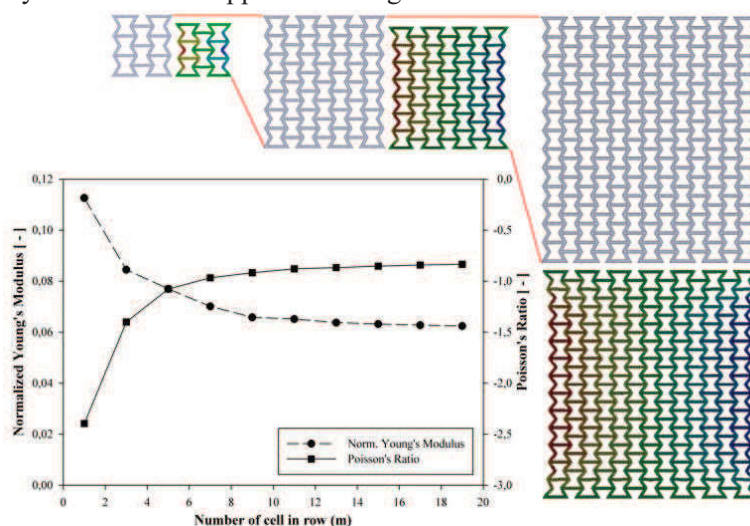 0,12
0,10
0,08
0,06
0,04
0,02
0,00
Normalized Young's Modulus [ - ]
0,0
-0,5
-1,0
-1,5
-2,0
-2,5
-3,0
Poisson's Ratio [ - ]
Norm. Young's Modulus
Poisson's Ratio
0 2 4 6 8 10 12 14 16 18 20
Number of cell in row (m)